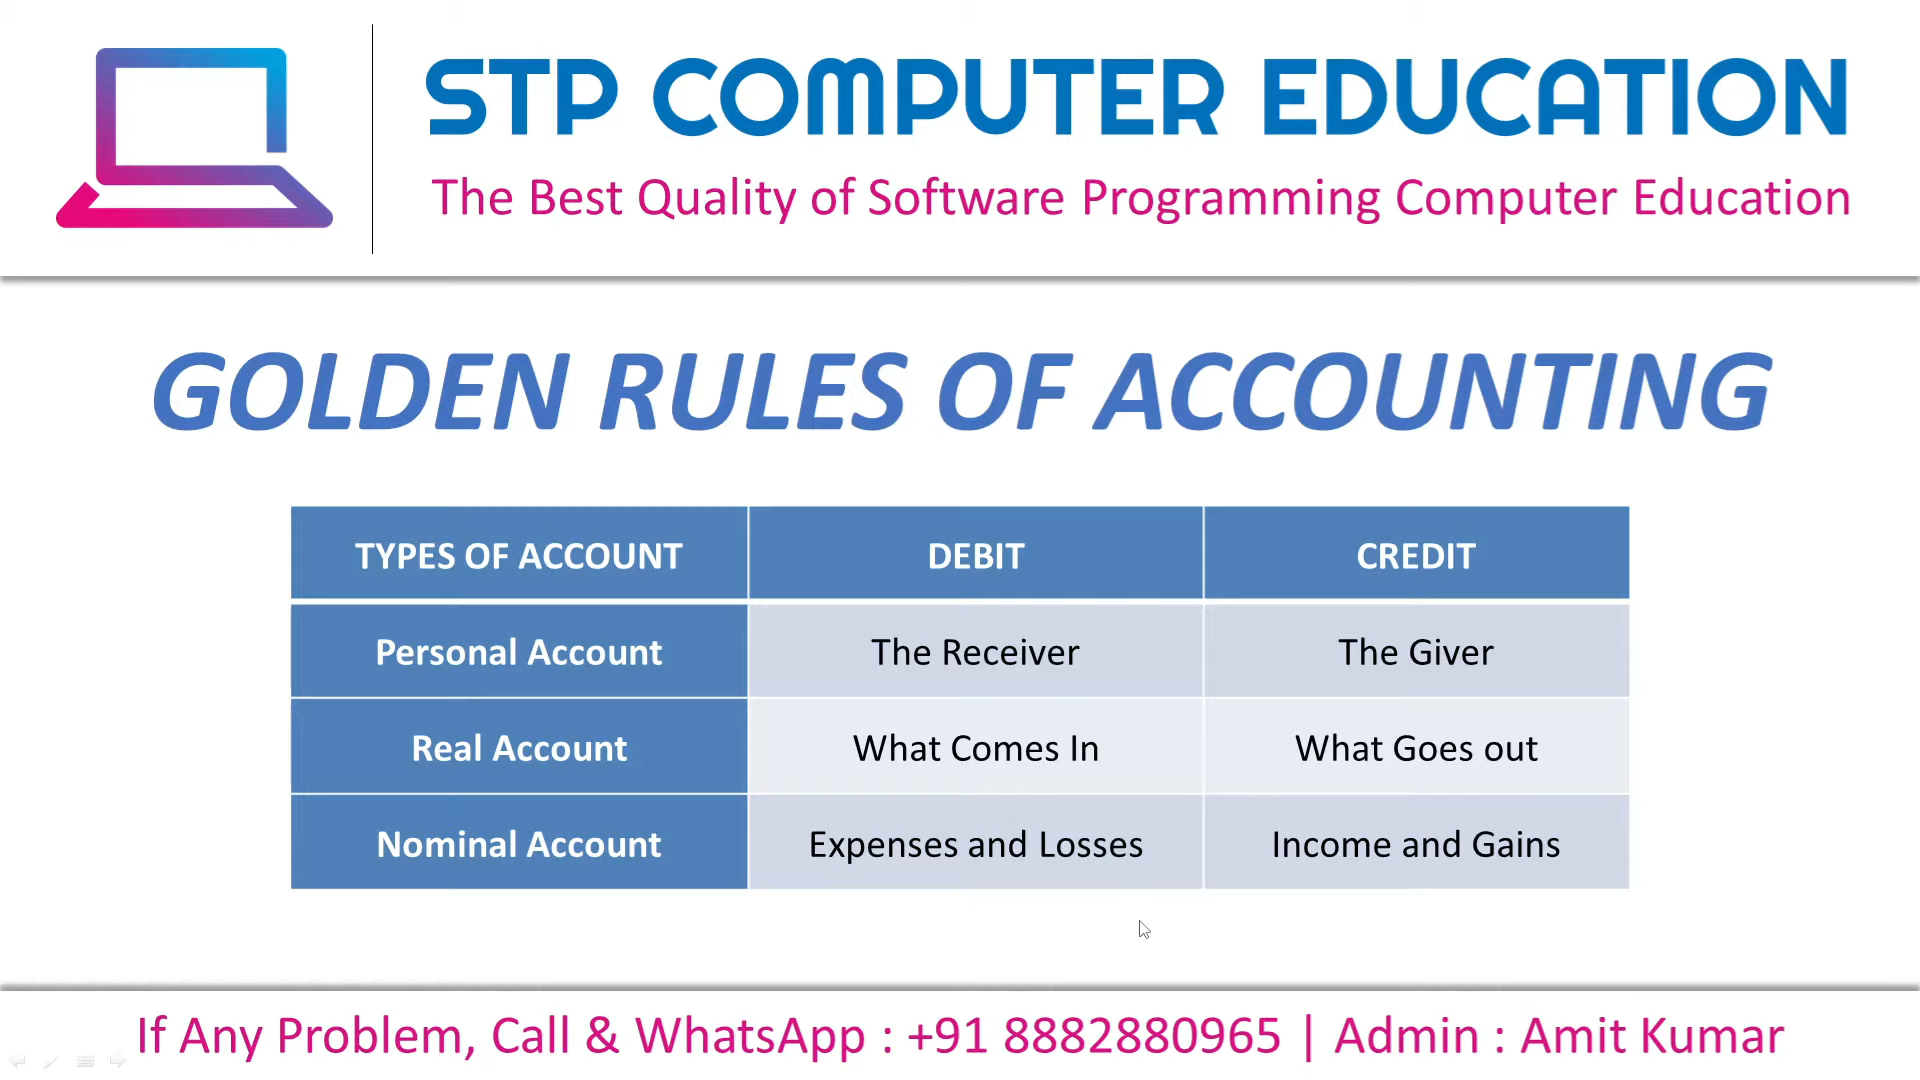 STP COMPUTER EDUCATION
The Best Quality of Software Programming Computer Education
GOLDEN RULES OF ACCOUNTING
TYPES OF ACCOUNT DEBIT CREDIT
Personal Account The Receiver The Giver
Real Account What Comes In What Goes out
Nominal Account Expenses and Losses Income and Gains
If Any Problem, Call & WhatsApp : +91 8882880965 | Admin : Amit Kumar